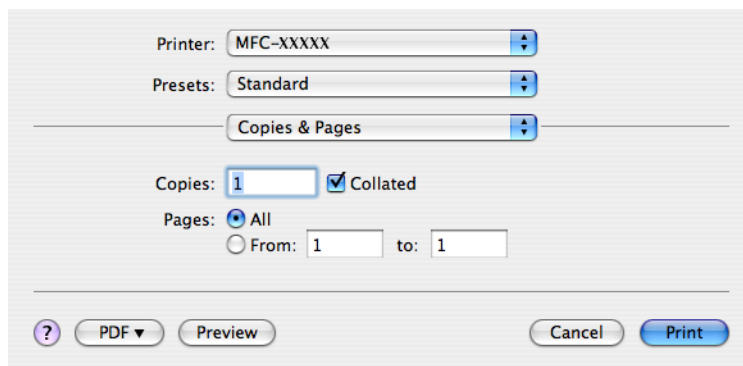 Printer: MFC-XXXXX
Presets: Standard
Copies & Pages
Copies: 1 Collated
Pages: All
From: 1 to: 1
? PDF▼ Preview Cancel Print